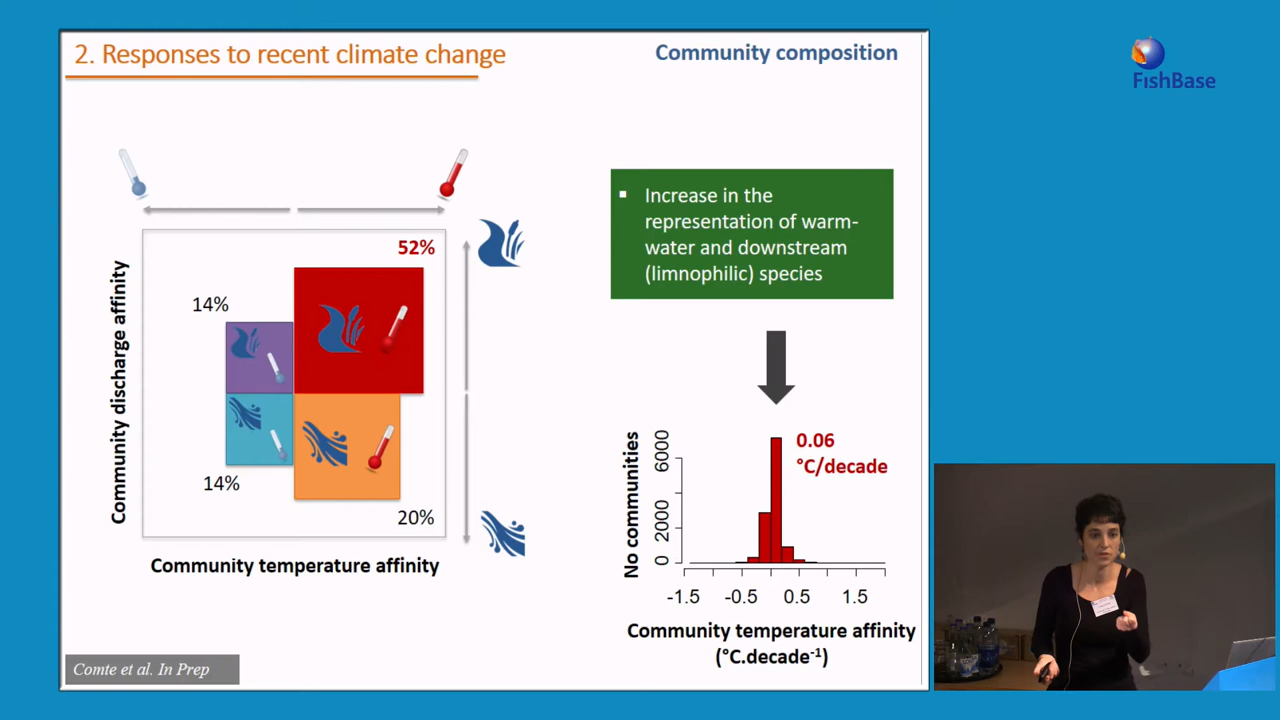 2. Responses to recent climate change
Community composition
FishBase
52%
14%
14%
20%
Community discharge affinity
Community temperature affinity
▪ Increase in the
representation of warm-
water and downstream
(limnophilic) species
0.06
°C/decade
No communities
6000
2000
0
-1.5 -0.5 0.5 1.5
Community temperature affinity
(°C.decade-1)
Comte et al. In Prep